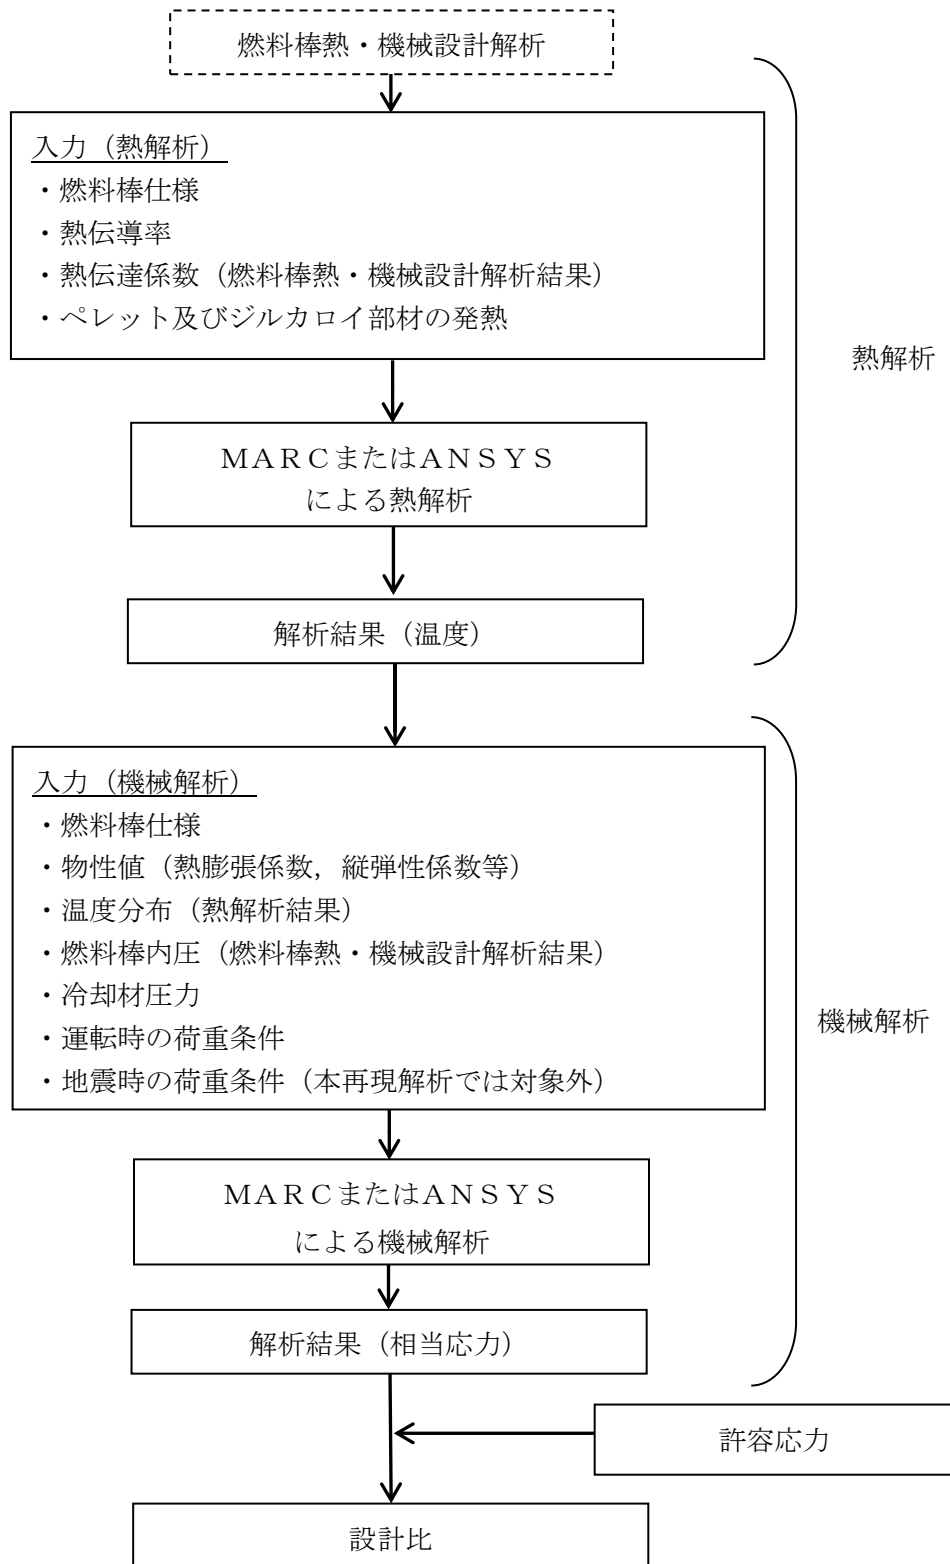 燃料棒熱・機械設計解析
入力（熱解析）
・燃料棒仕様
・熱伝導率
・熱伝達係数（燃料棒熱・機械設計解析結果）
・ペレット及びジルカロイ部材の発熱
熱解析
ＭＡＲＣまたはＡＮＳＹＳ
による熱解析
解析結果（温度）
入力（機械解析）
・燃料棒仕様
・物性値（熱膨張係数，縦弾性係数等）
・温度分布（熱解析結果）
・燃料棒内圧（燃料棒熱・機械設計解析結果）
・冷却材圧力
・運転時の荷重条件
・地震時の荷重条件（本再現解析では対象外）
機械解析
ＭＡＲＣまたはＡＮＳＹＳ
による機械解析
解析結果（相当応力）
許容応力
設計比